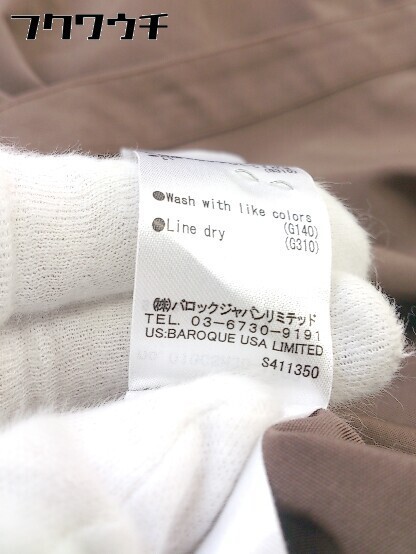 フクワウチ
Wash with like colors
(G140)
Line dry
(G310)
㈱バロックジャパンリミテッド
TEL. 03-6730-9191
US:BAROQUE USA LIMITED
S411350